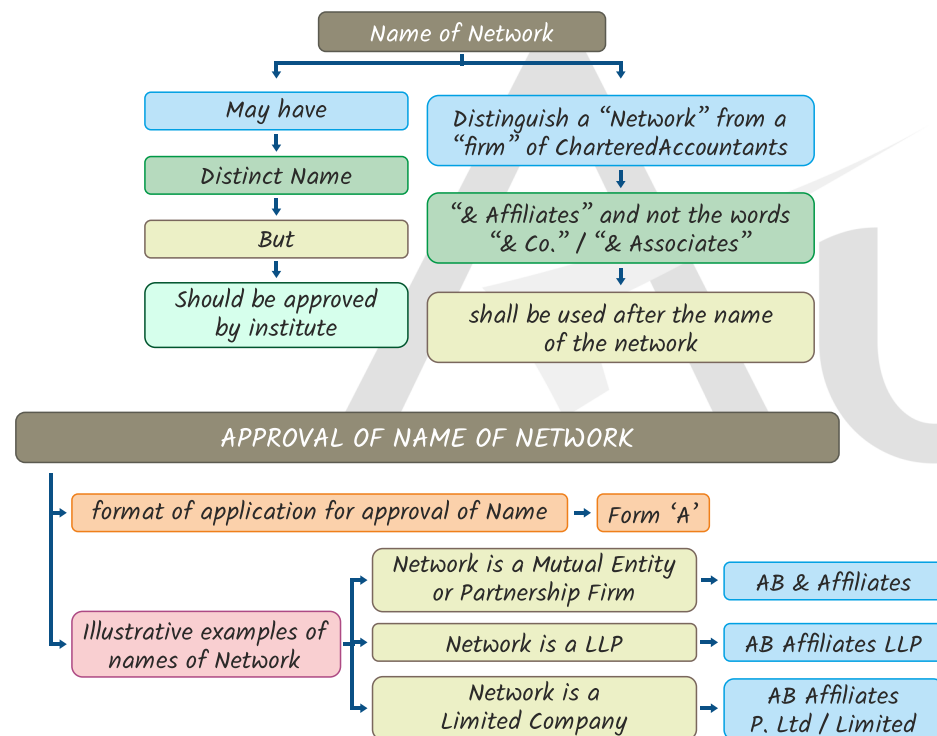 Name of Network
May have
Distinct Name
But
Should be approved
by institute
Distinguish a “Network” from a
“firm” of CharteredAccountants
“& Affiliates” and not the words
“& Co.” / “& Associates”
shall be used after the name
of the network
APPROVAL OF NAME OF NETWORK
format of application for approval of Name
Form ‘A’
Illustrative examples of
names of Network
Network is a Mutual Entity
or Partnership Firm
AB & Affiliates
Network is a LLP
AB Affiliates LLP
Network is a
Limited Company
AB Affiliates
P. Ltd / Limited